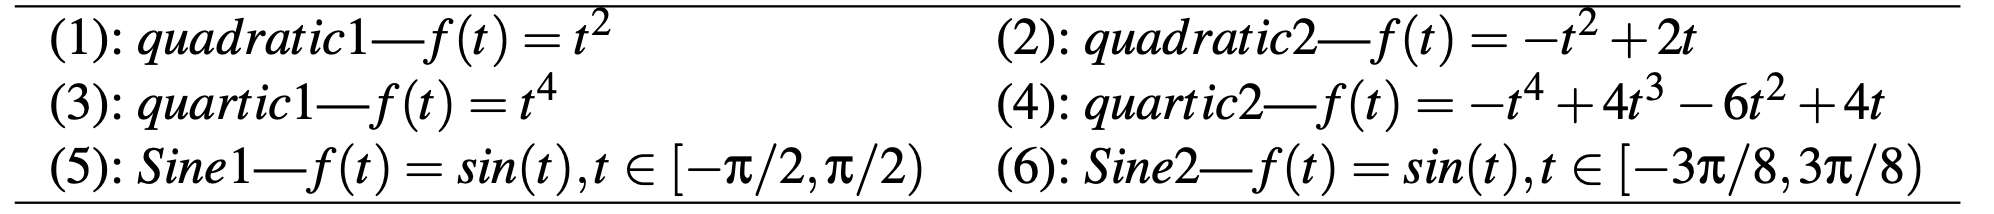 (1): quadratic1—f(t) = t² (2): quadratic2—f(t) = −t² + 2t
(3): quartic1—f(t) = t⁴ (4): quartic2—f(t) = −t⁴ + 4t³ − 6t² + 4t
(5): Sine1—f(t) = sin(t), t ∈ [−π/2, π/2) (6): Sine2—f(t) = sin(t), t ∈ [−3π/8, 3π/8)